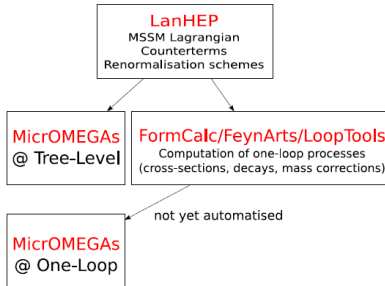 LanHEP
MSSM Lagrangian
Counterterms
Renormalisation schemes
MicrOMEGAs
@ Tree-Level
FormCalc/FeynArts/LoopTools
Computation of one-loop processes
(cross-sections, decays, mass corrections)
not yet automatised
MicrOMEGAs
@ One-Loop